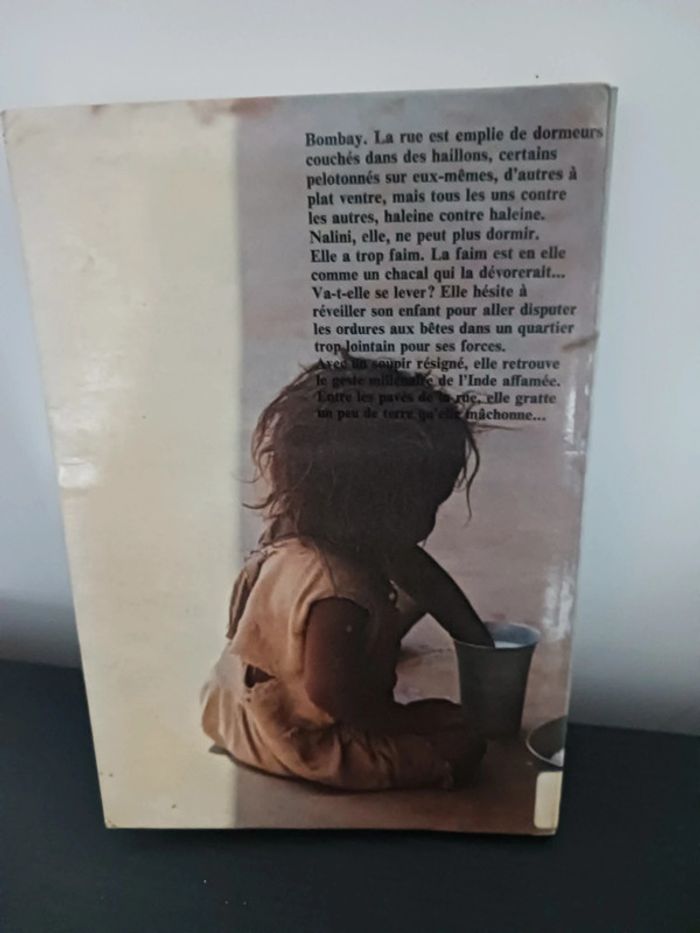 Bombay. La rue est emplie de dormeurs
couchés dans des haillons, certains
pelotonnés sur eux-mêmes, d'autres à
plat ventre, mais tous les uns contre
les autres, haleine contre haleine.
Nalini, elle, ne peut plus dormir.
Elle a trop faim. La faim est en elle
comme un chacal qui la dévorerait...
Va-t-elle se lever? Elle hésite à
réveiller son enfant pour aller disputer
les ordures aux bêtes dans un quartier
trop lointain pour ses forces.
Avec un soupir résigné, elle retrouve
le geste millénaire de l'Inde affamée.
Entre les pavés de la rue, elle gratte
un peu de terre qu'elle mâchonne...